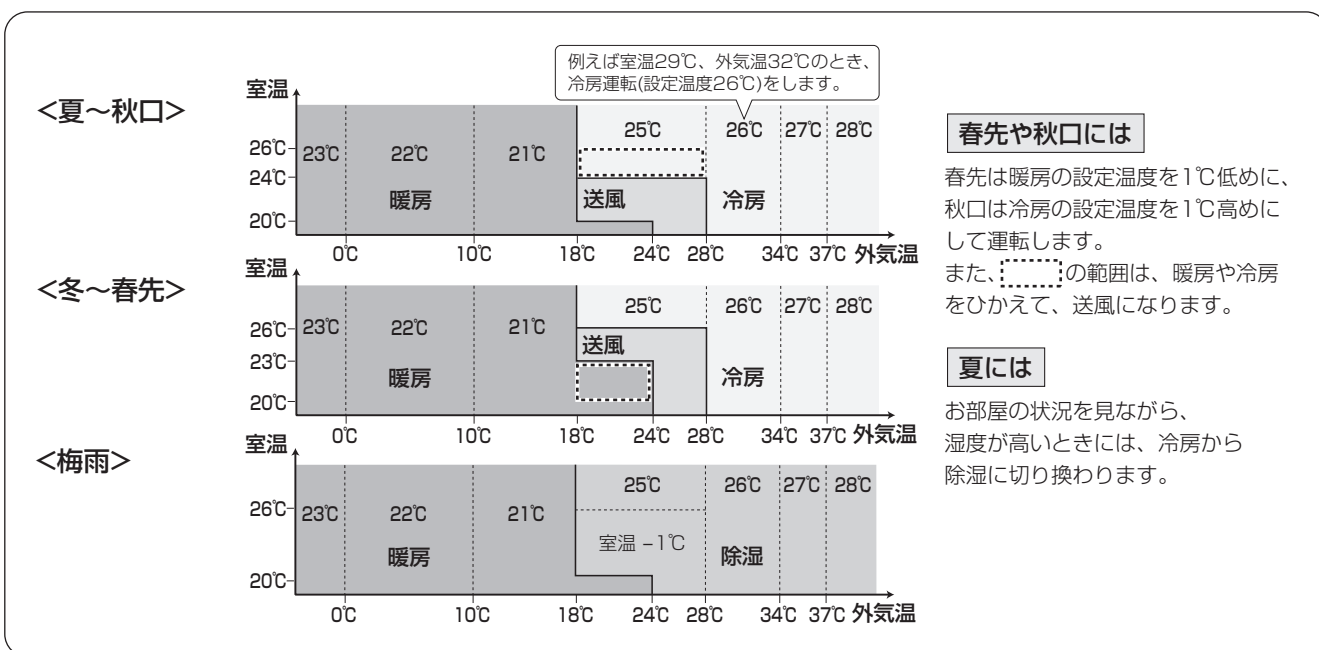 例えば室温29℃、外気温32℃のとき、
冷房運転(設定温度26℃)をします。
<夏～秋口>
室温
25℃ 26℃ 27℃ 28℃
26℃ 23℃ 22℃ 21℃
24℃
暖房 送風 冷房
20℃
0℃ 10℃ 18℃ 24℃ 28℃ 34℃ 37℃ 外気温
<冬～春先>
室温
25℃ 26℃ 27℃ 28℃
26℃ 23℃ 22℃ 21℃
送風
23℃
暖房 冷房
20℃
0℃ 10℃ 18℃ 24℃ 28℃ 34℃ 37℃ 外気温
<梅雨>
室温
25℃ 26℃ 27℃ 28℃
26℃ 23℃ 22℃ 21℃
室温 −1℃
暖房 除湿
20℃
0℃ 10℃ 18℃ 24℃ 28℃ 34℃ 37℃ 外気温
春先や秋口には
春先は暖房の設定温度を1℃低めに、
秋口は冷房の設定温度を1℃高めに
して運転します。
また、の範囲は、暖房や冷房
をひかえて、送風になります。
夏には
お部屋の状況を見ながら、
湿度が高いときには、冷房から
除湿に切り換わります。